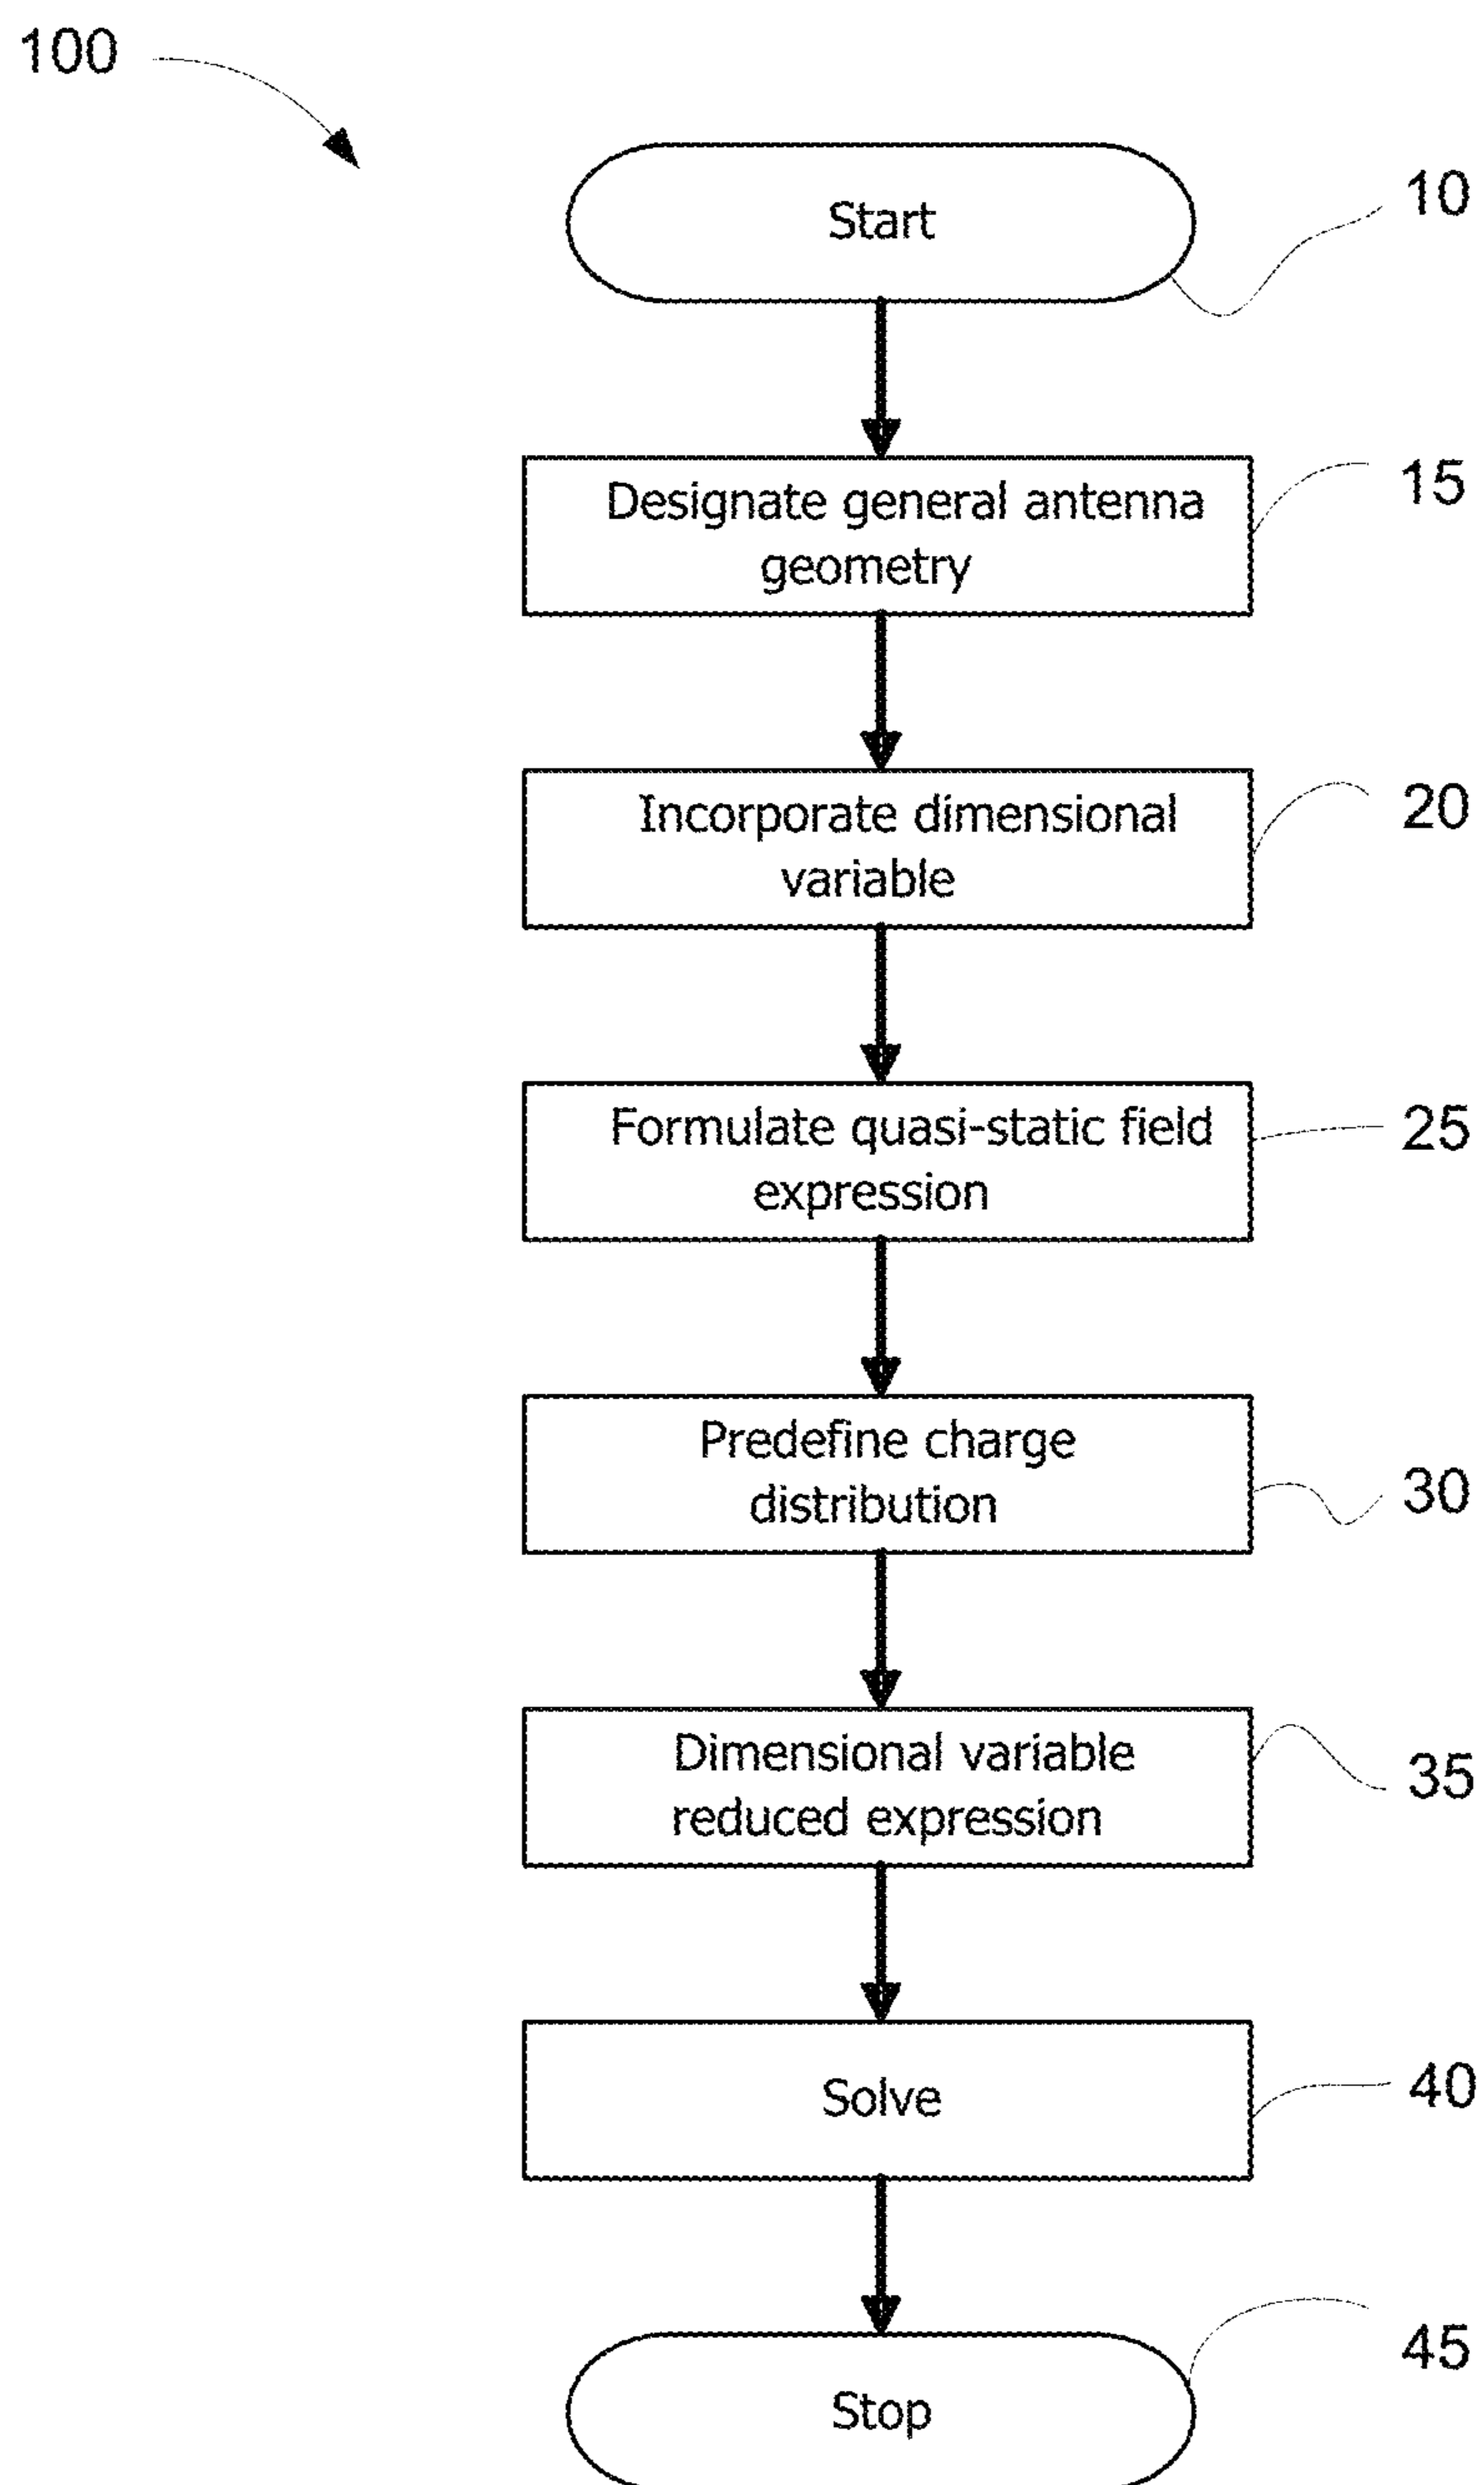 100
10
Start
15
Designate general antenna
geometry
20
Incorporate dimensional
variable
25
Formulate quasi-static field
expression
30
Predefine charge
distribution
35
Dimensional variable
reduced expression
40
Solve
45
Stop